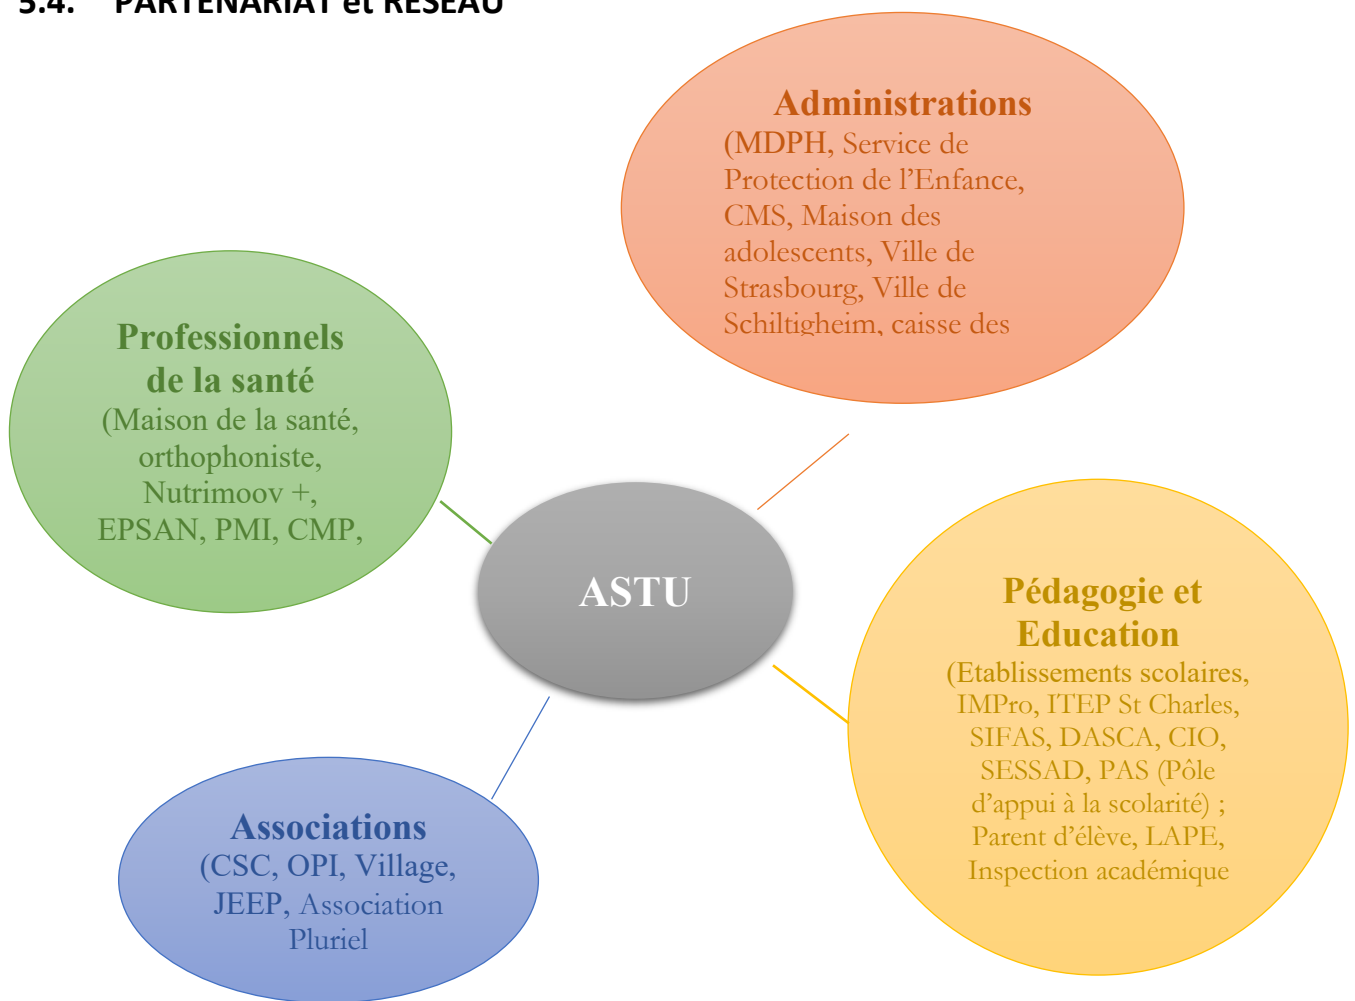 5.4. PARTENARIAT et RESEAU
Administrations
(MDPH, Service de
Protection de l’Enfance,
CMS, Maison des
adolescents, Ville de
Strasbourg, Ville de
Schiltigheim, caisse des
Professionnels
de la santé
(Maison de la santé,
orthophoniste,
Nutrimoov +,
EPSAN, PMI, CMP,
ASTU
Pédagogie et
Education
(Etablissements scolaires,
IMPro, ITEP St Charles,
SIFAS, DASCA, CIO,
SESSAD, PAS (Pôle
d’appui à la scolarité) ;
Parent d’élève, LAPE,
Inspection académique
Associations
(CSC, OPI, Village,
JEEP, Association
Pluriel